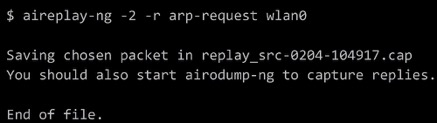 $ aireplay-ng -2 -r arp-request wlan0
Saving chosen packet in replay_src-0204-104917.cap
You should also start airodump-ng to capture replies.
End of file.